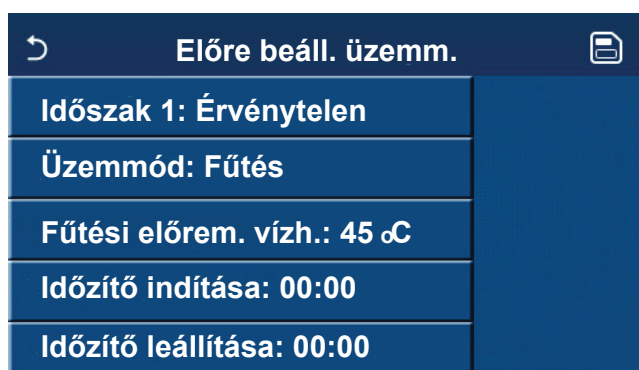 Előre beáll. üzemm.
Időszak 1: Érvénytelen
Üzemmód: Fűtés
Fűtési előrem. vízh.: 45 oC
Időzítő indítása: 00:00
Időzítő leállítása: 00:00